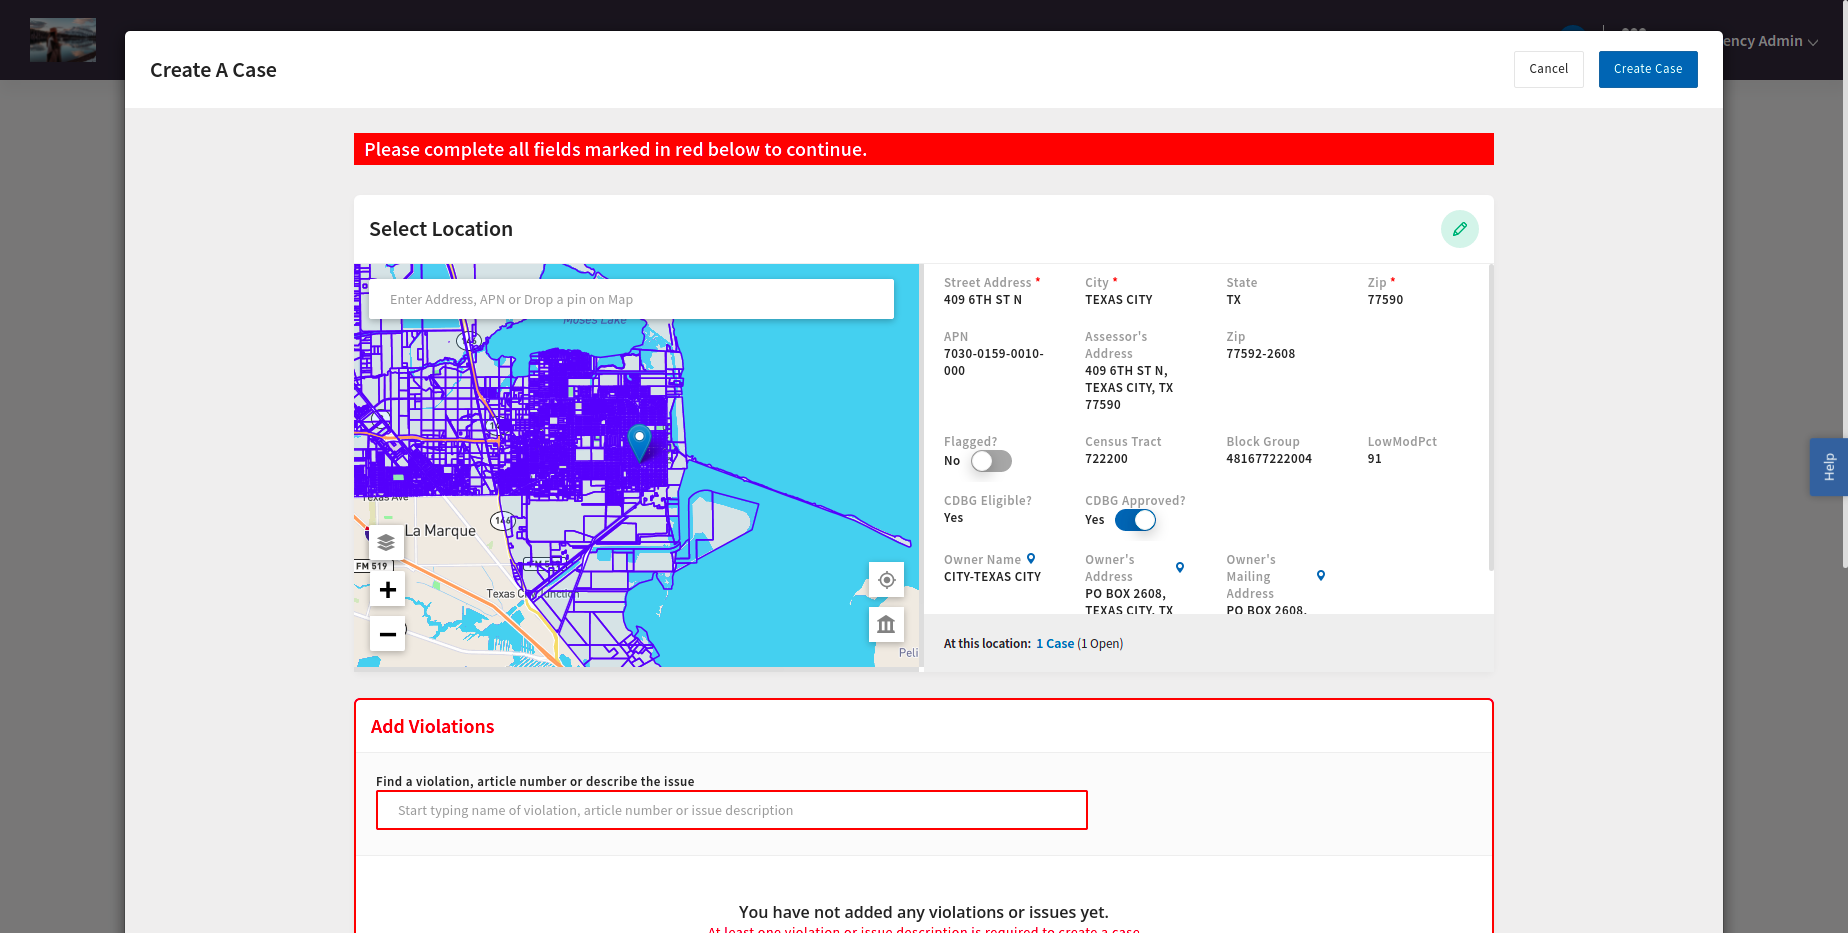 ency Admin
Create A Case
Cancel
Create Case
Please complete all fields marked in red below to continue.
Select Location
Enter Address, APN or Drop a pin on Map
Moses Lake
Texas Ave
La Marque
146
FM 519
Texas City Junction
Peli
Street Address *
409 6TH ST N
City *
TEXAS CITY
State
TX
Zip *
77590
APN
7030-0159-0010-
000
Assessor's
Address
409 6TH ST N,
TEXAS CITY, TX
77590
Zip
77592-2608
Flagged?
No
Census Tract
722200
Block Group
481677222004
LowModPct
91
CDBG Eligible?
Yes
CDBG Approved?
Yes
Owner Name
CITY-TEXAS CITY
Owner's
Address
PO BOX 2608,
TEXAS CITY, TX
Owner's
Mailing
Address
PO BOX 2608,
At this location: 1 Case (1 Open)
Help
Add Violations
Find a violation, article number or describe the issue
Start typing name of violation, article number or issue description
You have not added any violations or issues yet.
At least one violation or issue description is required to create a case